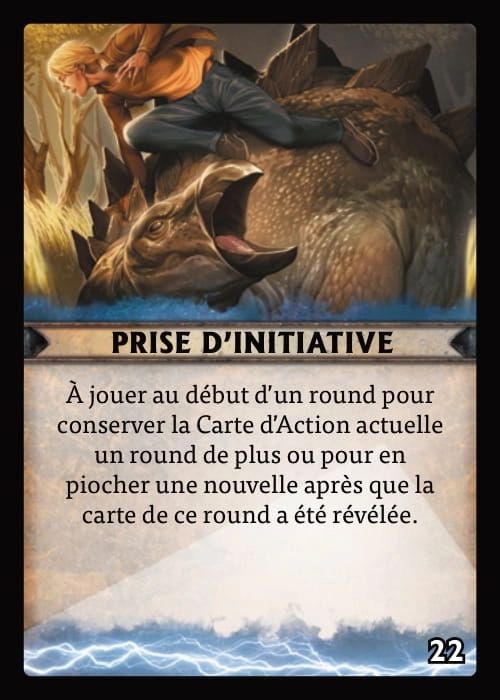 PRISE D'INITIATIVE
À jouer au début d'un round pour
conserver la Carte d'Action actuelle
un round de plus ou pour en
piocher une nouvelle après que la
carte de ce round a été révélée.
22